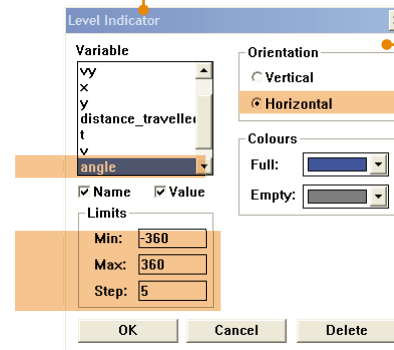 Level Indicator
Variable
vy
x
y
distance_travelled
t
v
angle
Name Value
Limits
Min: -360
Max: 360
Step: 5
Orientation
Vertical
Horizontal
Colours
Full:
Empty:
OK Cancel Delete